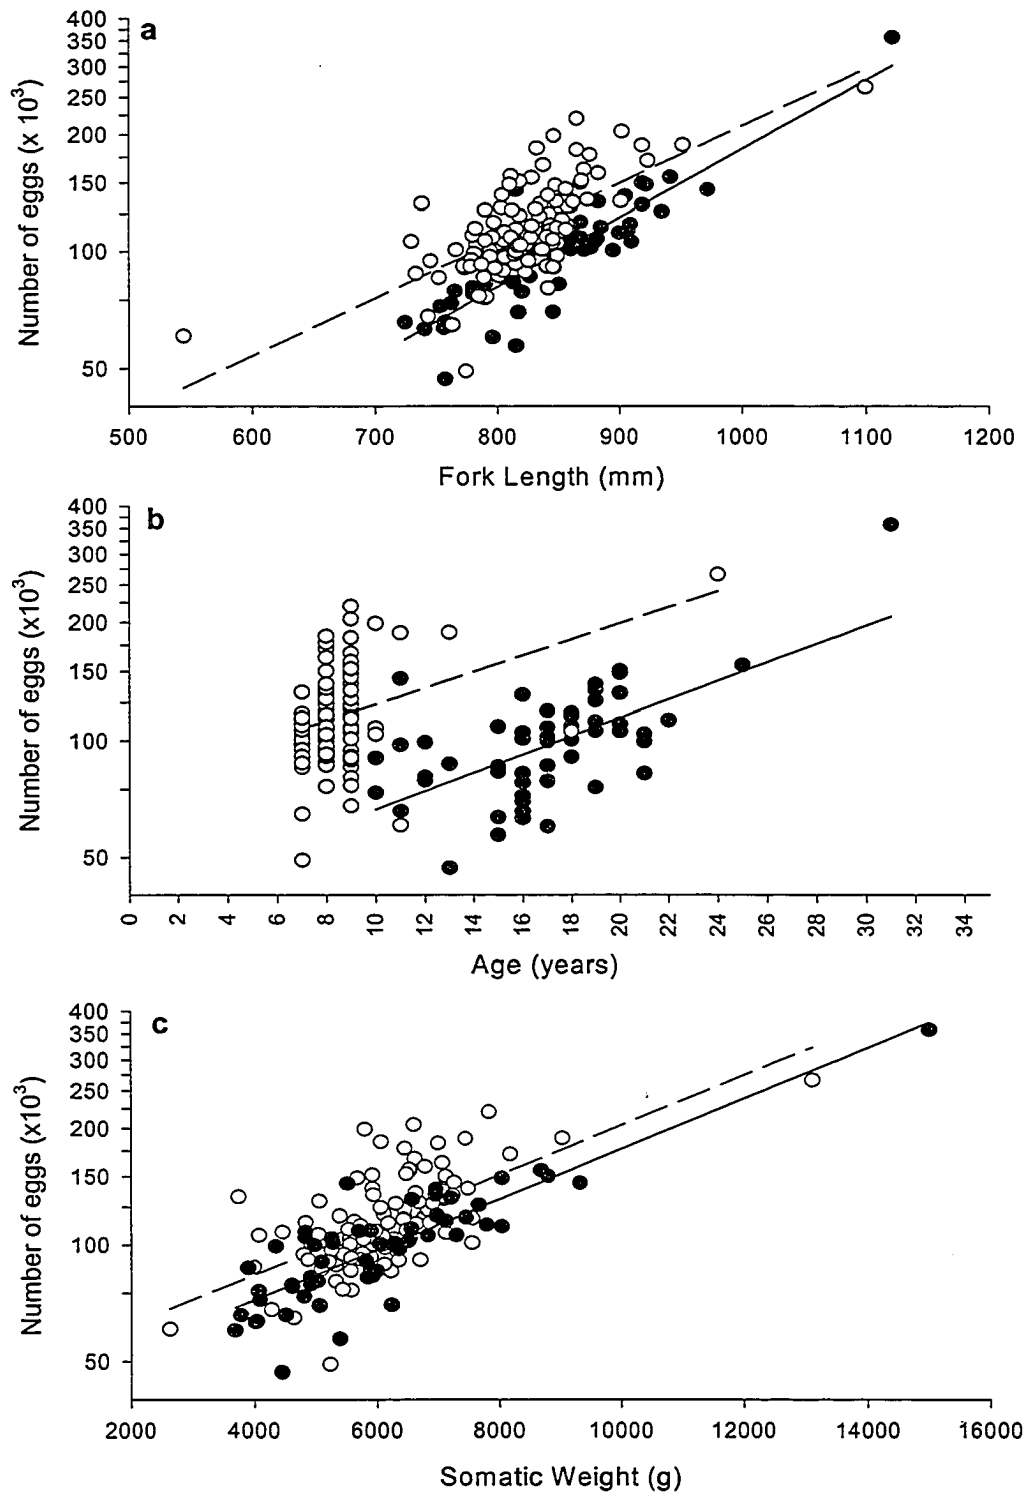 a
400
350
300
250
200
150
100
50
Number of eggs (x 10³)
500 600 700 800 900 1000 1100 1200
Fork Length (mm)
b
400
350
300
250
200
150
100
50
Number of eggs (x10³)
0 2 4 6 8 10 12 14 16 18 20 22 24 26 28 30 32 34
Age (years)
c
400
350
300
250
200
150
100
50
Number of eggs (x10³)
2000 4000 6000 8000 10000 12000 14000 16000
Somatic Weight (g)